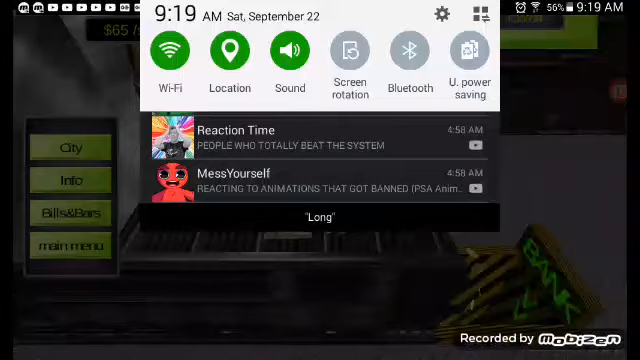 9:19 AM Sat, September 22
56% 9:19 AM
$65 /s
Wi-Fi
Location
Sound
Screen rotation
Bluetooth
U. power saving
Reaction Time 4:58 AM
PEOPLE WHO TOTALLY BEAT THE SYSTEM
MessYourself 4:58 AM
REACTING TO ANIMATIONS THAT GOT BANNED (PSA Anim..
"Long"
City
Info
Bills&Bars
main menu
BANK
Recorded by Mobizen